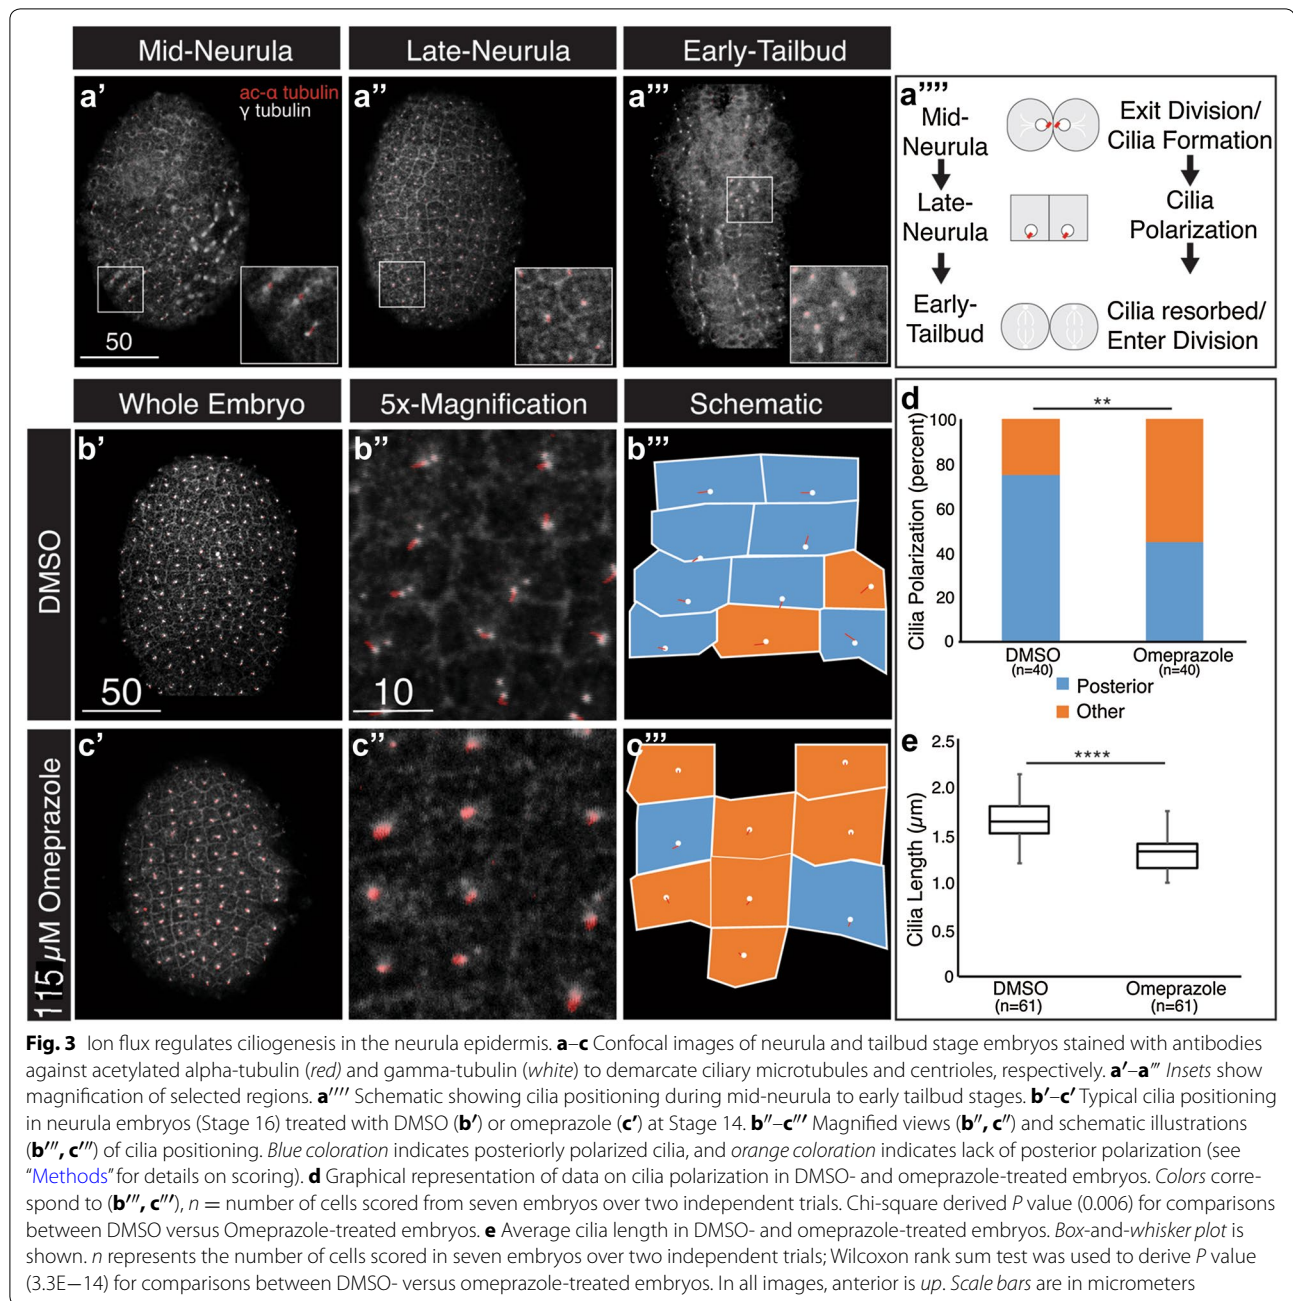 Mid-Neurula
Late-Neurula
Early-Tailbud
a’
ac-α tubulin
γ tubulin
50
a’’
a’’’
a’’’’
Mid-
Neurula
Late-
Neurula
Early-
Tailbud
Exit Division/
Cilia Formation
Cilia
Polarization
Cilia resorbed/
Enter Division
Whole Embryo
5x-Magnification
Schematic
DMSO
b’
50
b’’
10
b’’’
115 µM Omeprazole
c’
c’’
c’’’
d
**
Cilia Polarization (percent)
100
80
60
40
20
0
DMSO
(n=40)
Omeprazole
(n=40)
Posterior
Other
e
****
Cilia Length (µm)
2.5
2.0
1.5
1.0
0.5
0
DMSO
(n=61)
Omeprazole
(n=61)
Fig. 3 Ion flux regulates ciliogenesis in the neurula epidermis. a–c Confocal images of neurula and tailbud stage embryos stained with antibodies
against acetylated alpha-tubulin (red) and gamma-tubulin (white) to demarcate ciliary microtubules and centrioles, respectively. a′–a‴ Insets show
magnification of selected regions. a′′′′ Schematic showing cilia positioning during mid-neurula to early tailbud stages. b′–c′ Typical cilia positioning
in neurula embryos (Stage 16) treated with DMSO (b′) or omeprazole (c′) at Stage 14. b″–c‴ Magnified views (b″, c″) and schematic illustrations
(b‴, c‴) of cilia positioning. Blue coloration indicates posteriorly polarized cilia, and orange coloration indicates lack of posterior polarization (see
“Methods” for details on scoring). d Graphical representation of data on cilia polarization in DMSO- and omeprazole-treated embryos. Colors corre-
spond to (b‴, c‴), n = number of cells scored from seven embryos over two independent trials. Chi-square derived P value (0.006) for comparisons
between DMSO versus Omeprazole-treated embryos. e Average cilia length in DMSO- and omeprazole-treated embryos. Box-and-whisker plot is
shown. n represents the number of cells scored in seven embryos over two independent trials; Wilcoxon rank sum test was used to derive P value
(3.3E−14) for comparisons between DMSO- versus omeprazole-treated embryos. In all images, anterior is up. Scale bars are in micrometers